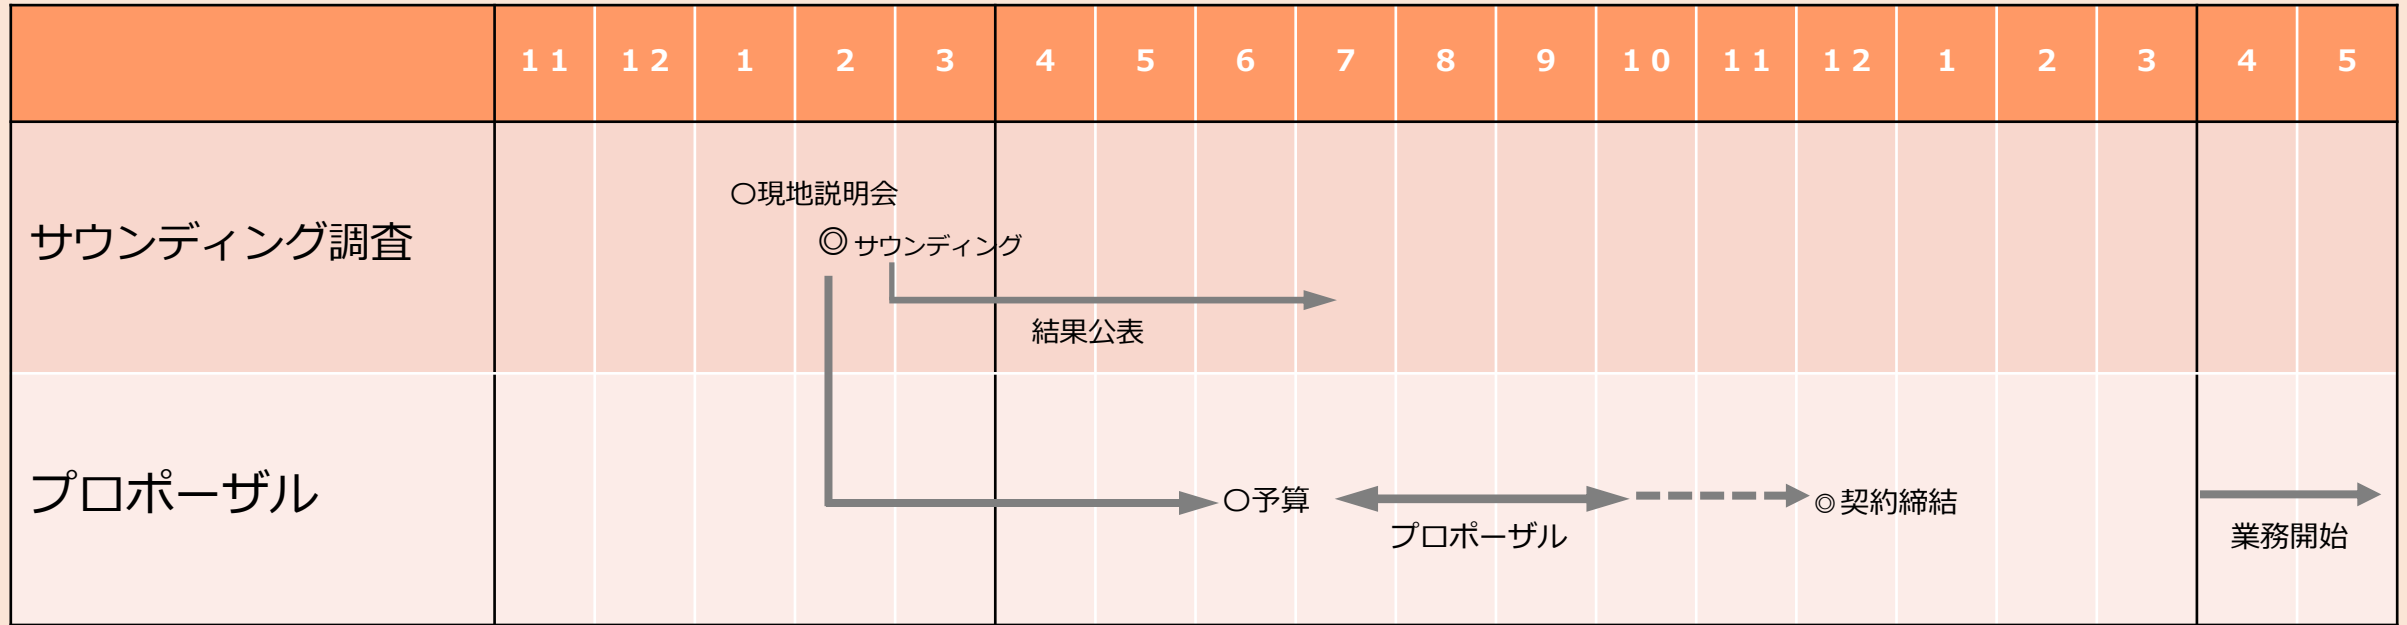 11 12 1 2 3 4 5 6 7 8 9 10 11 12 1 2 3 4 5
サウンディング調査
〇現地説明会
◎サウンディング
結果公表
プロポーザル
〇予算
プロポーザル
◎契約締結
業務開始